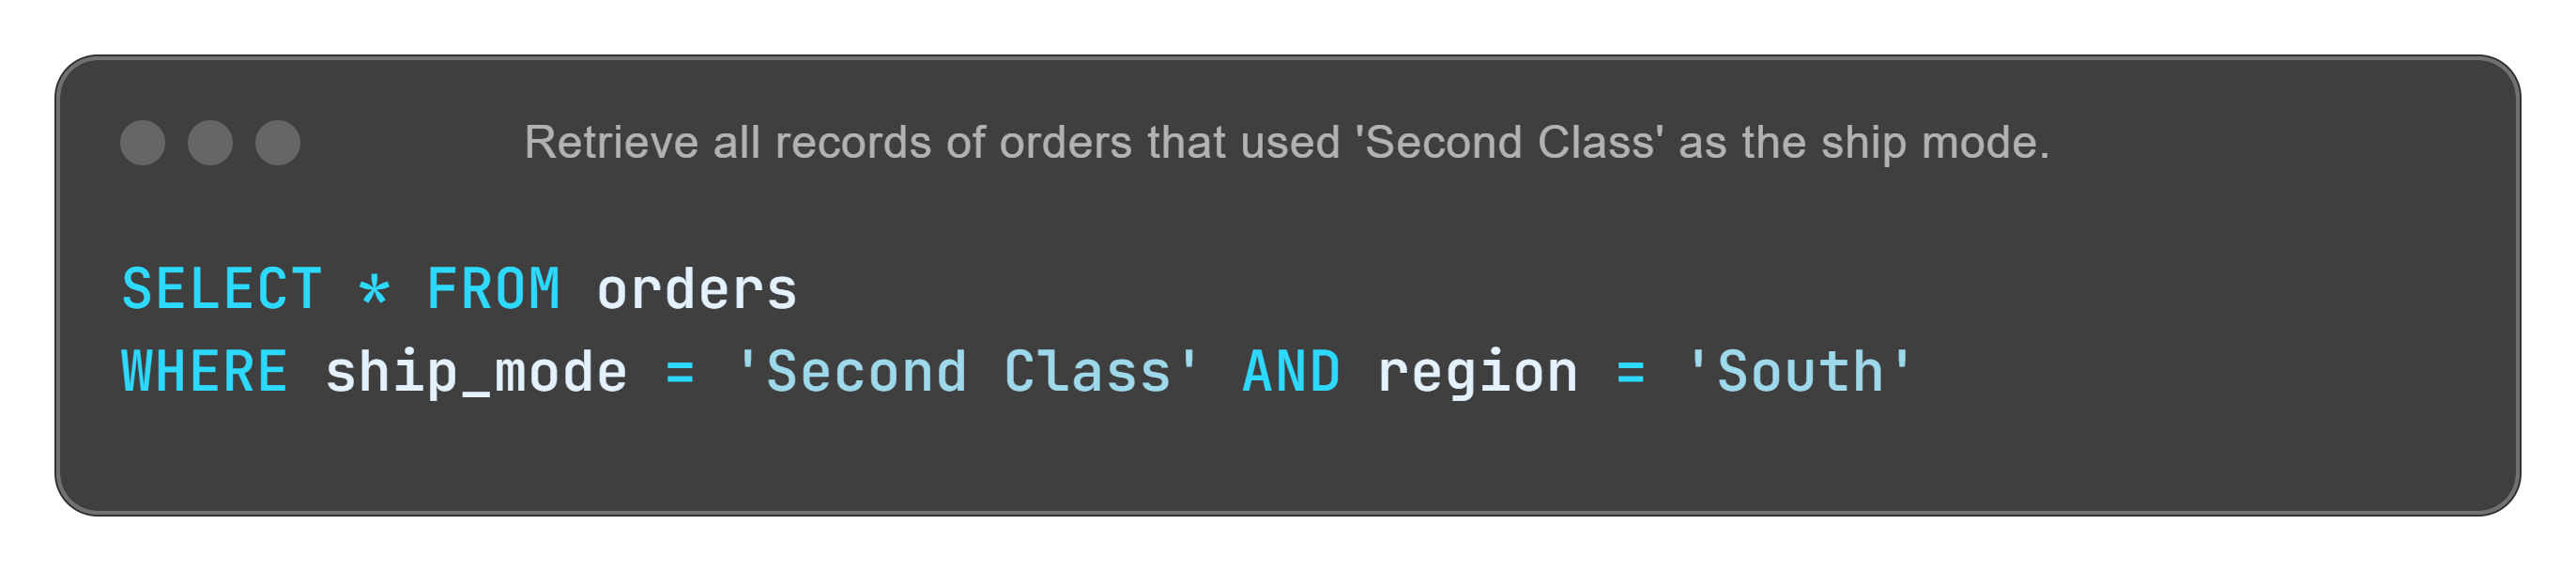 Retrieve all records of orders that used 'Second Class' as the ship mode.
SELECT * FROM orders
WHERE ship_mode = 'Second Class' AND region = 'South'